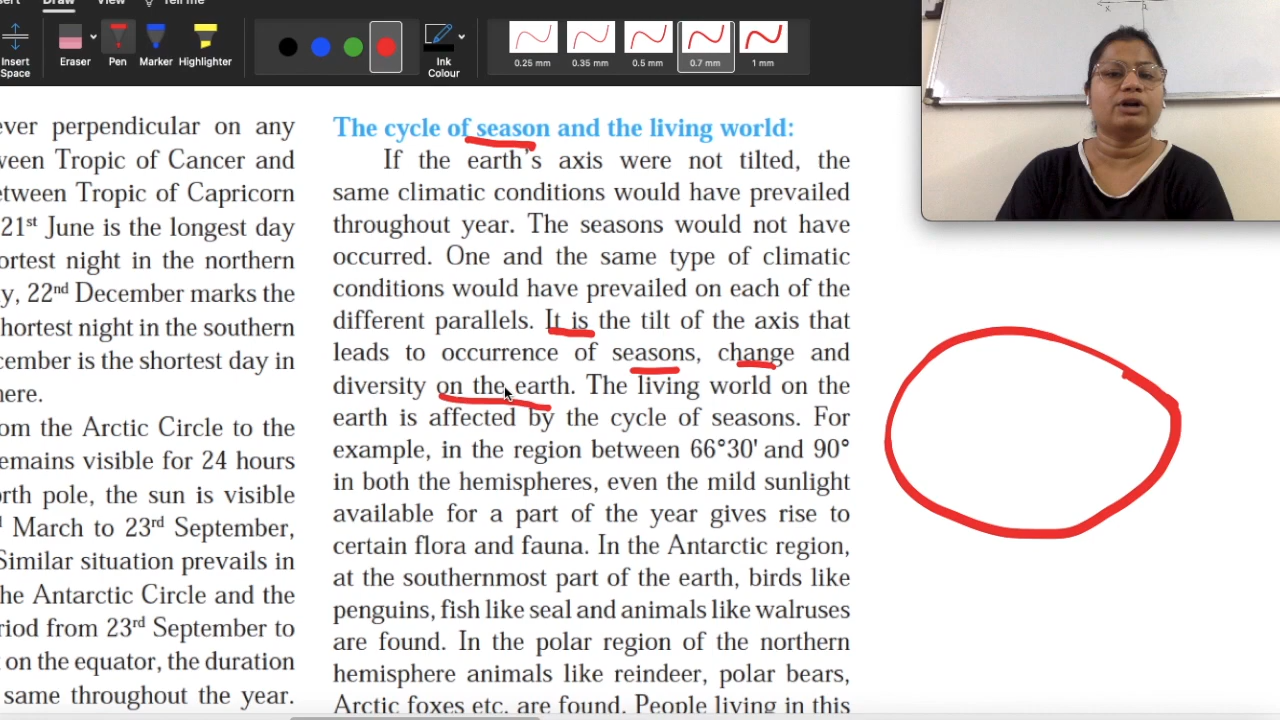 Draw
View
Tell me
Insert
Space
Eraser
Pen
Marker
Highlighter
Ink
Colour
0.25 mm
0.35 mm
0.5 mm
0.7 mm
1 mm
ever perpendicular on any
ween Tropic of Cancer and
etween Tropic of Capricorn
21st June is the longest day
ortest night in the northern
y, 22nd December marks the
hortest night in the southern
cember is the shortest day in
here.
om the Arctic Circle to the
emains visible for 24 hours
orth pole, the sun is visible
March to 23rd September,
Similar situation prevails in
he Antarctic Circle and the
riod from 23rd September to
on the equator, the duration
same throughout the year.
The cycle of season and the living world:
If the earth's axis were not tilted, the
same climatic conditions would have prevailed
throughout year. The seasons would not have
occurred. One and the same type of climatic
conditions would have prevailed on each of the
different parallels. It is the tilt of the axis that
leads to occurrence of seasons, change and
diversity on the earth. The living world on the
earth is affected by the cycle of seasons. For
example, in the region between 66°30' and 90°
in both the hemispheres, even the mild sunlight
available for a part of the year gives rise to
certain flora and fauna. In the Antarctic region,
at the southernmost part of the earth, birds like
penguins, fish like seal and animals like walruses
are found. In the polar region of the northern
hemisphere animals like reindeer, polar bears,
Arctic foxes etc. are found. People living in this